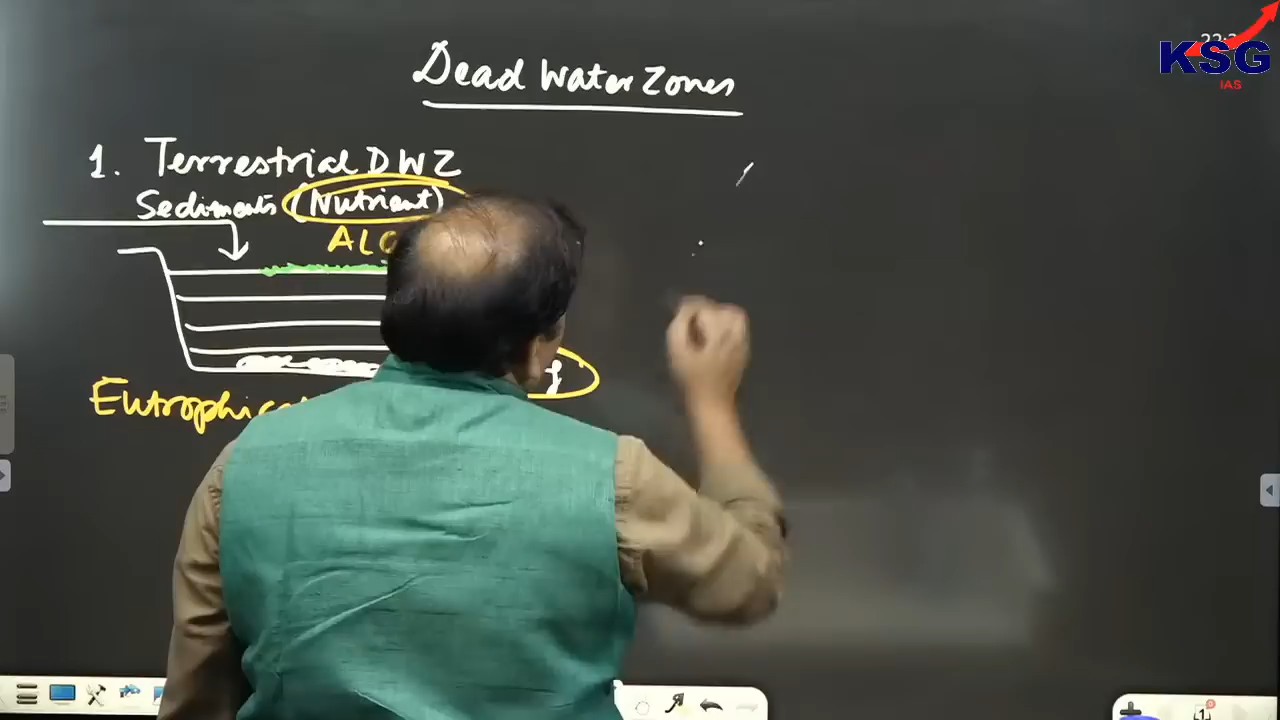 KSG
IAS
Dead Water Zones
1. Terrestrial DWZ
Sediments (Nutrient)